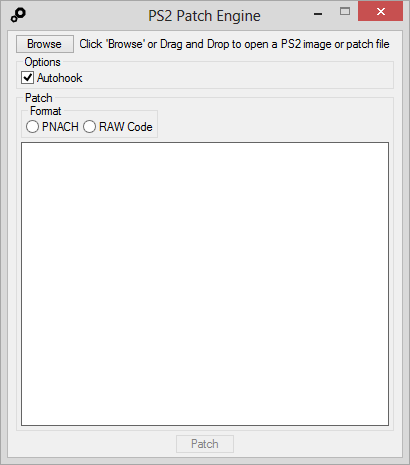 PS2 Patch Engine
Browse Click 'Browse' or Drag and Drop to open a PS2 image or patch file
Options
Autohook
Patch
Format
PNACH RAW Code
Patch